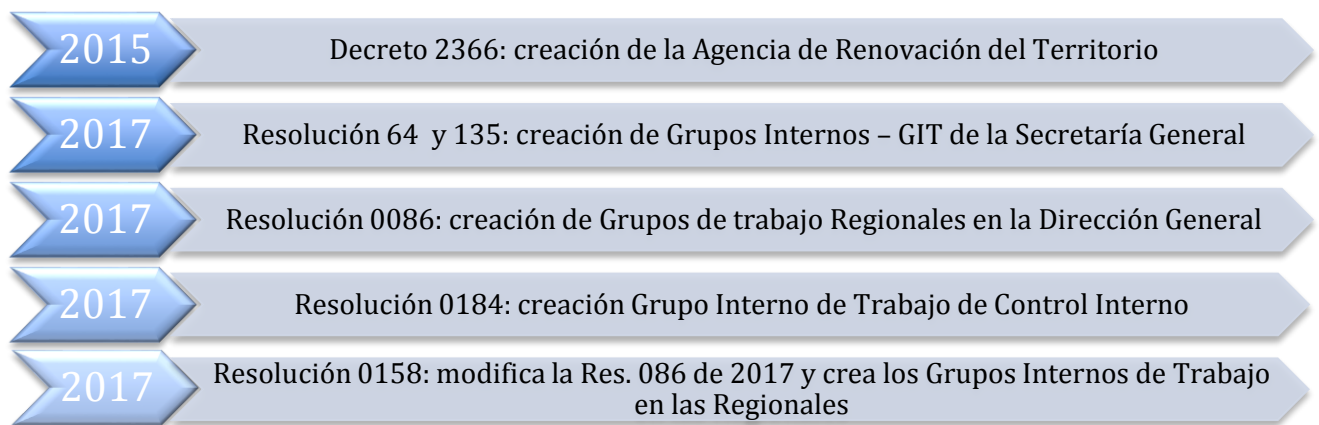 2015
Decreto 2366: creación de la Agencia de Renovación del Territorio
2017
Resolución 64 y 135: creación de Grupos Internos – GIT de la Secretaría General
2017
Resolución 0086: creación de Grupos de trabajo Regionales en la Dirección General
2017
Resolución 0184: creación Grupo Interno de Trabajo de Control Interno
2017
Resolución 0158: modifica la Res. 086 de 2017 y crea los Grupos Internos de Trabajo
en las Regionales